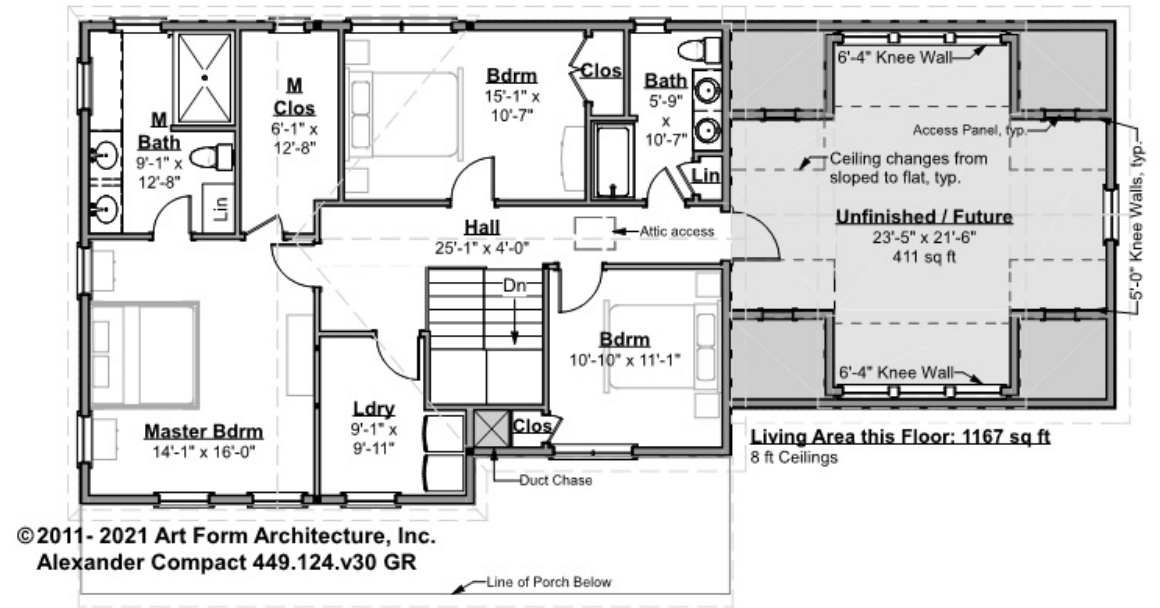 M
Bath
9'-1" x
12'-8"
Lin
M
Clos
6'-1" x
12'-8"
Bdrm
15'-1" x
10'-7"
Clos
Bath
5'-9"
x
10'-7"
Lin
6'-4" Knee Wall
Access Panel, typ.
Ceiling changes from
sloped to flat, typ.
Unfinished / Future
23'-5" x 21'-6"
411 sq ft
5'-0" Knee Walls, typ.
6'-4" Knee Wall
Hall
25'-1" x 4'-0"
Attic access
Dn
Bdrm
10'-10" x 11'-1"
Clos
Ldry
9'-1" x
9'-11"
Master Bdrm
14'-1" x 16'-0"
Duct Chase
Living Area this Floor: 1167 sq ft
8 ft Ceilings
©2011- 2021 Art Form Architecture, Inc.
Alexander Compact 449.124.v30 GR
Line of Porch Below